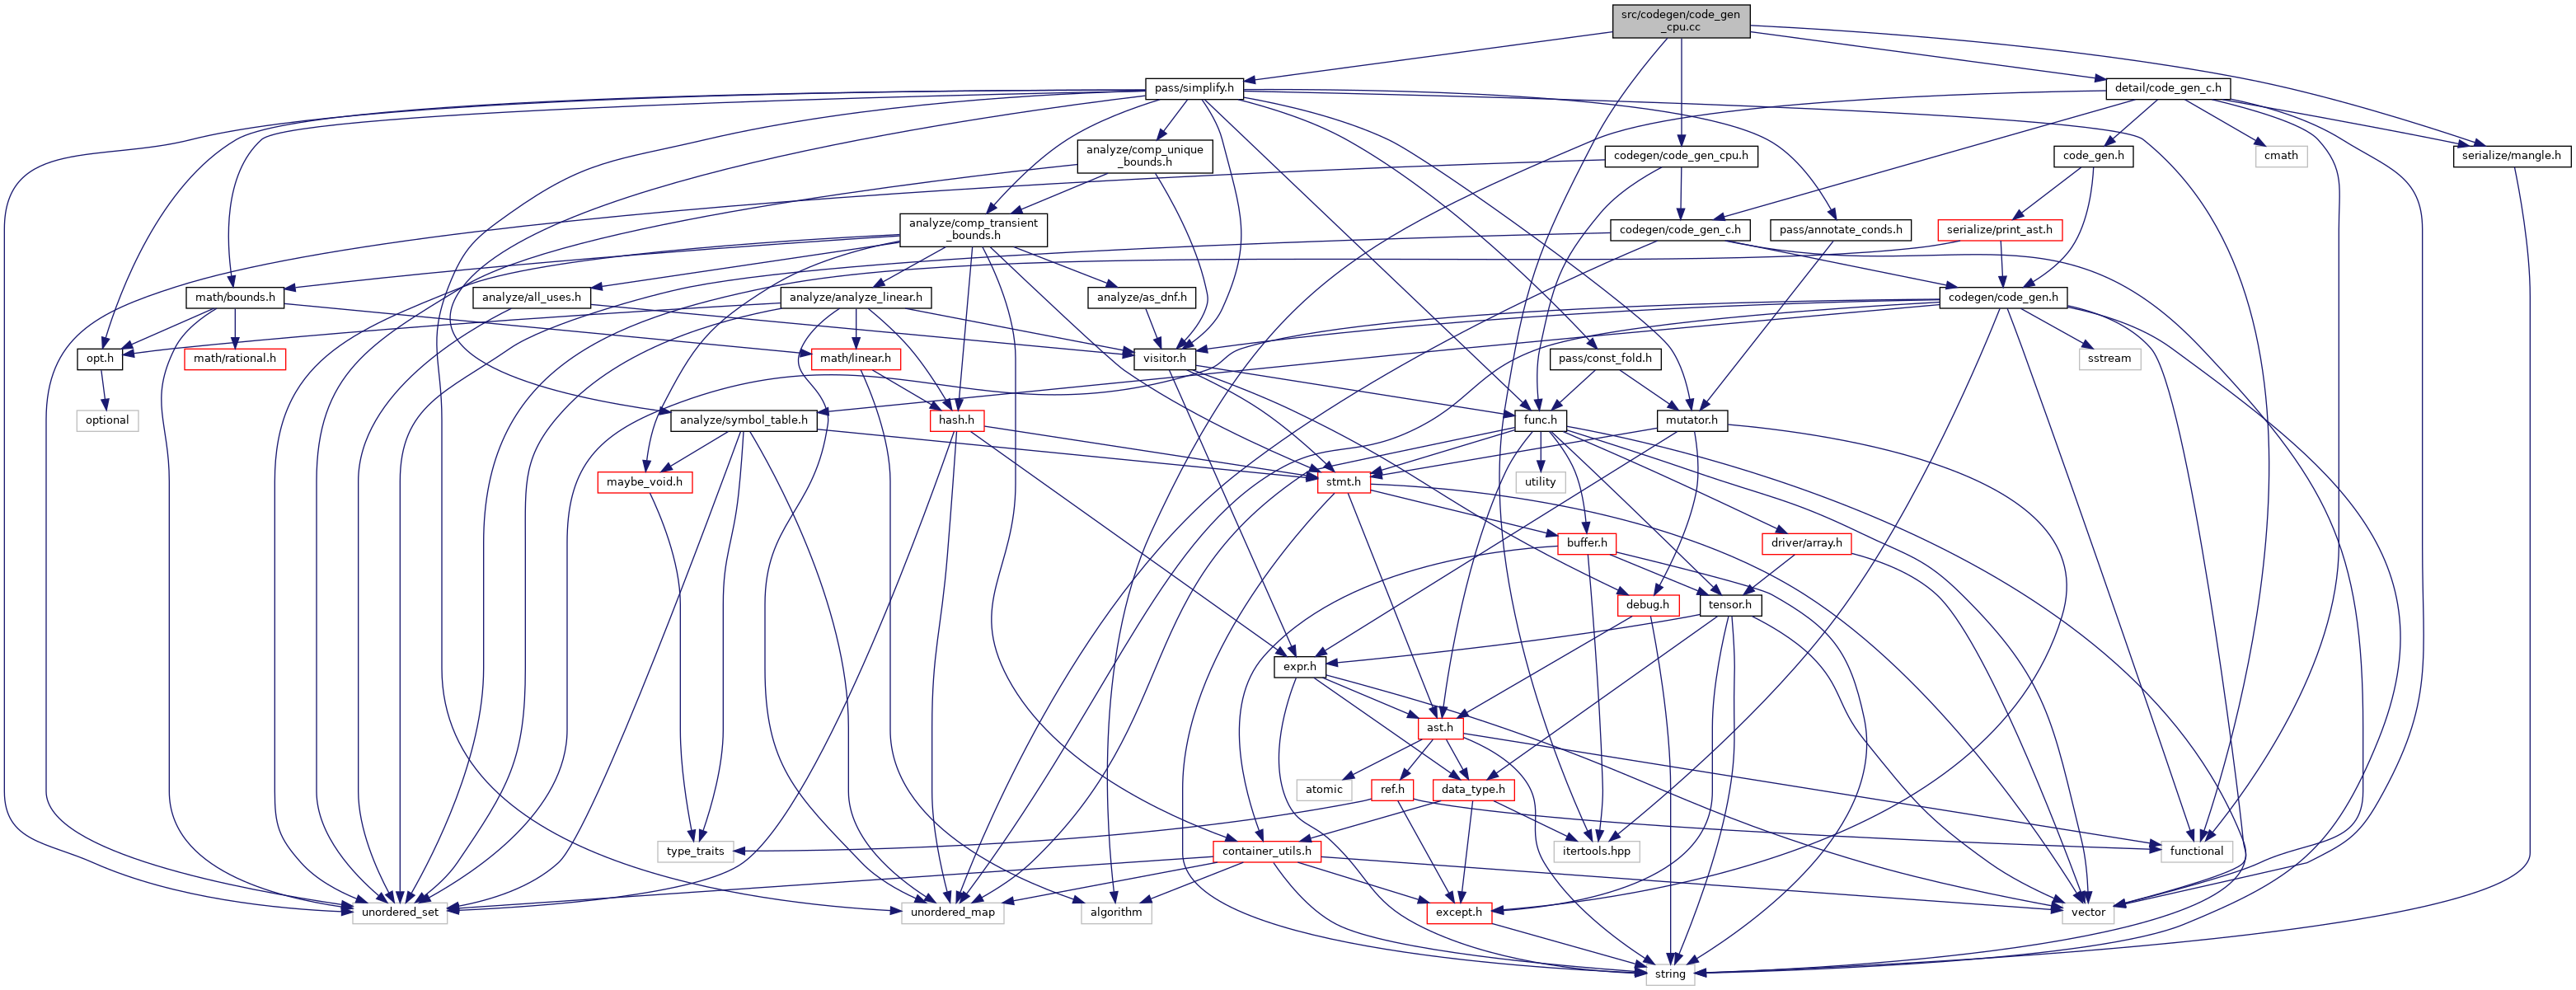 src/codegen/code_gen
_cpu.cc
pass/simplify.h
detail/code_gen_c.h
analyze/comp_unique
_bounds.h
codegen/code_gen_cpu.h
code_gen.h
cmath
serialize/mangle.h
analyze/comp_transient
_bounds.h
codegen/code_gen_c.h
pass/annotate_conds.h
serialize/print_ast.h
math/bounds.h
analyze/all_uses.h
analyze/analyze_linear.h
analyze/as_dnf.h
codegen/code_gen.h
opt.h
math/rational.h
math/linear.h
visitor.h
pass/const_fold.h
sstream
optional
analyze/symbol_table.h
hash.h
func.h
mutator.h
maybe_void.h
stmt.h
utility
buffer.h
driver/array.h
debug.h
tensor.h
expr.h
ast.h
atomic
ref.h
data_type.h
type_traits
container_utils.h
itertools.hpp
functional
unordered_set
unordered_map
algorithm
except.h
vector
string